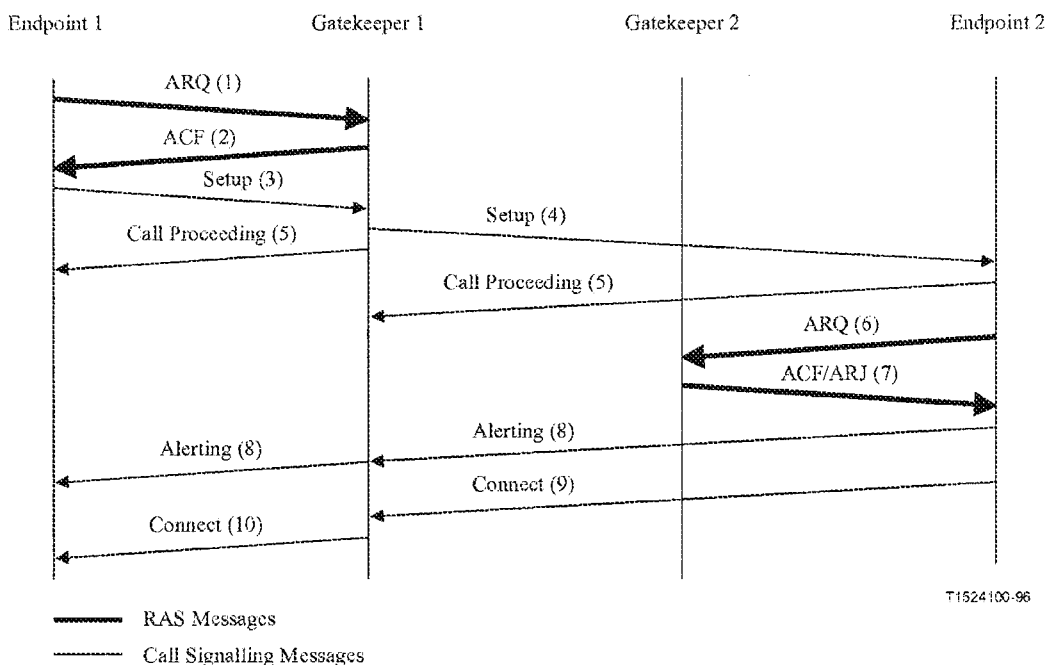 Endpoint 1 Gatekeeper 1 Gatekeeper 2 Endpoint 2
ARQ (1)
ACF (2)
Setup (3)
Setup (4)
Call Proceeding (5)
Call Proceeding (5)
ARQ (6)
ACF/ARJ (7)
Alerting (8)
Alerting (8)
Connect (9)
Connect (10)
T1524100-96
RAS Messages
Call Signalling Messages